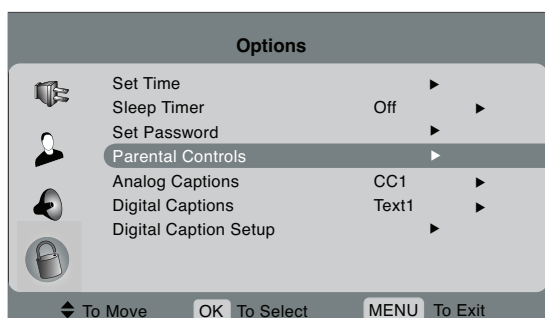 Options
Set Time
Sleep Timer Off
Set Password
Parental Controls
Analog Captions CC1
Digital Captions Text1
Digital Caption Setup
To Move OK To Select MENU To Exit